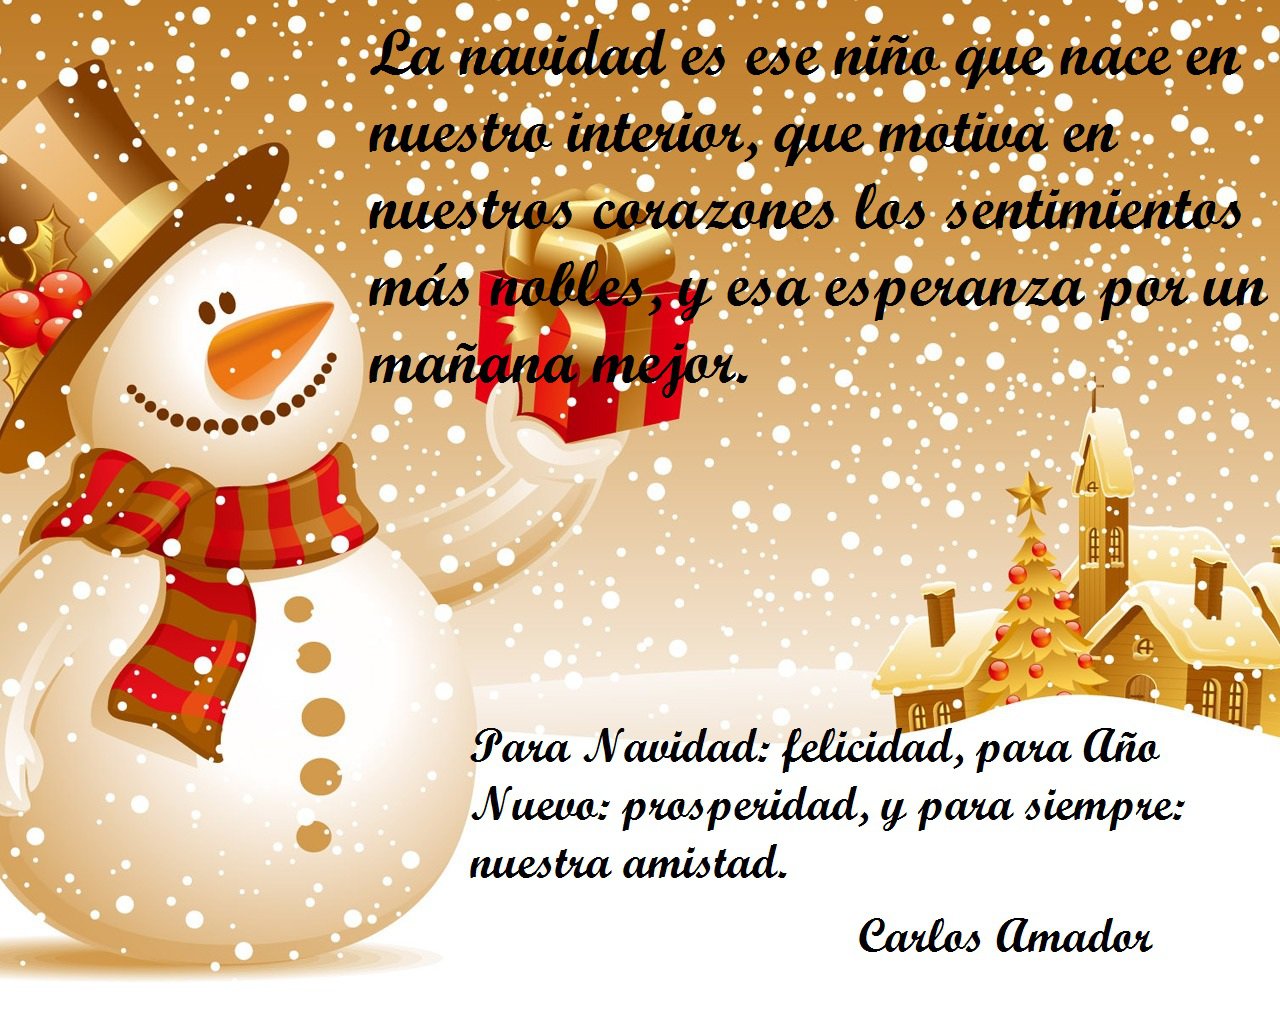 La navidad es ese niño que nace en
nuestro interior, que motiva en
nuestros corazones los sentimientos
más nobles, y esa esperanza por un
mañana mejor.
Para Navidad: felicidad, para Año
Nuevo: prosperidad, y para siempre:
nuestra amistad.
Carlos Amador